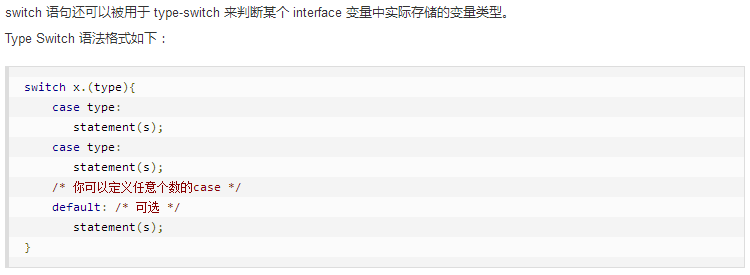 switch 语句还可以被用于 type-switch 来判断某个 interface 变量中实际存储的变量类型。
Type Switch 语法格式如下：
switch x.(type){
    case type:
       statement(s);
    case type:
       statement(s);
    /* 你可以定义任意个数的case */
    default: /* 可选 */
       statement(s);
}